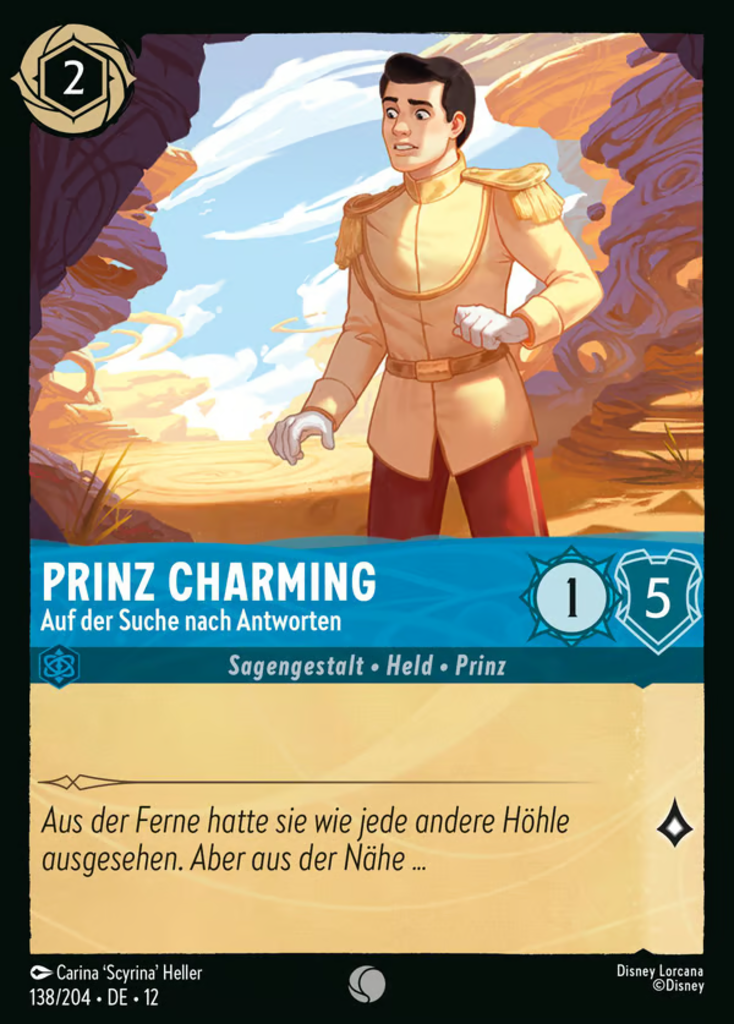 2
PRINZ CHARMING
Auf der Suche nach Antworten
1
5
Sagengestalt • Held • Prinz
Aus der Ferne hatte sie wie jede andere Höhle
ausgesehen. Aber aus der Nähe ...
Carina ‘Scyrina’ Heller
138/204 • DE • 12
Disney Lorcana
©Disney